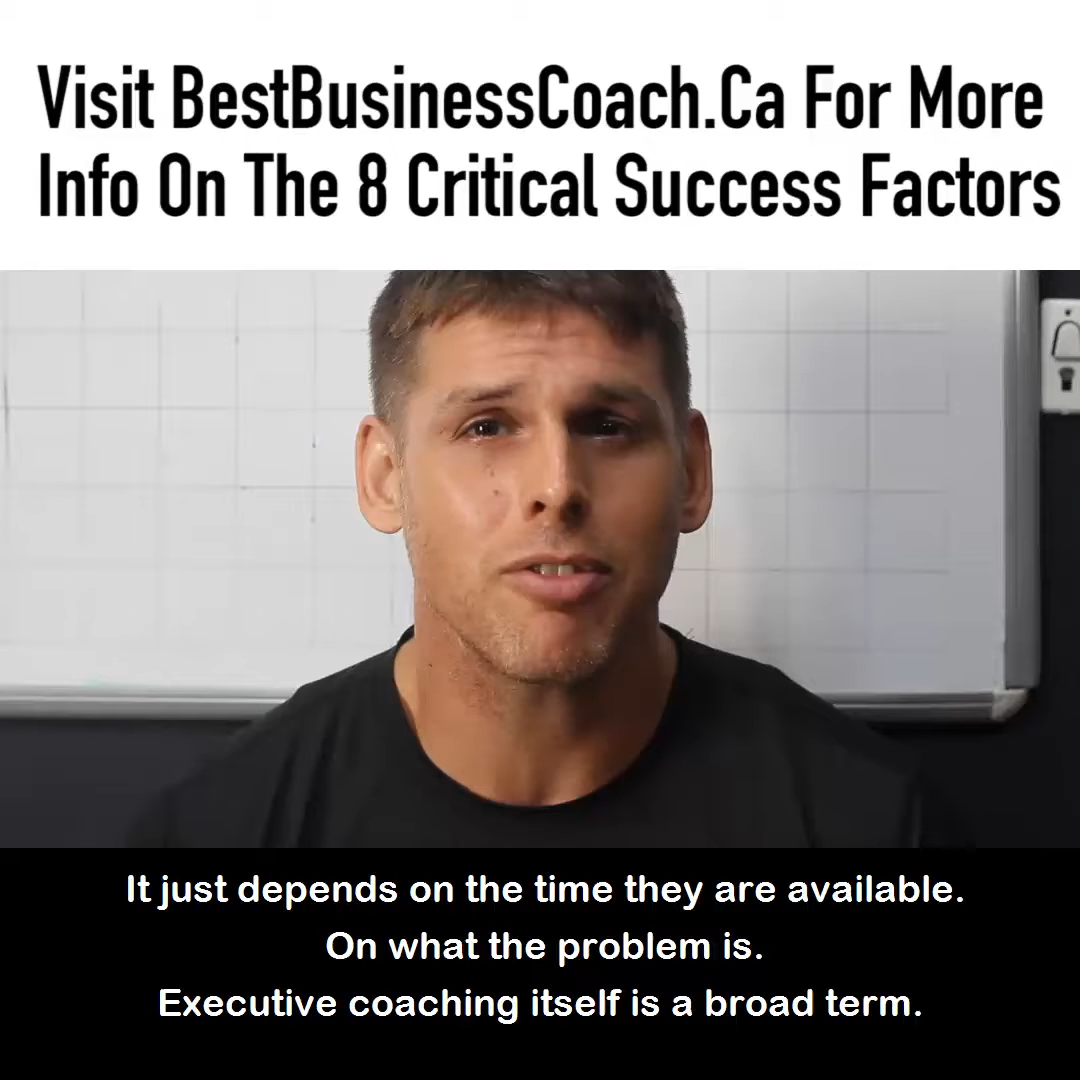 Visit BestBusinessCoach.Ca For More
Info On The 8 Critical Success Factors
It just depends on the time they are available.
On what the problem is.
Executive coaching itself is a broad term.